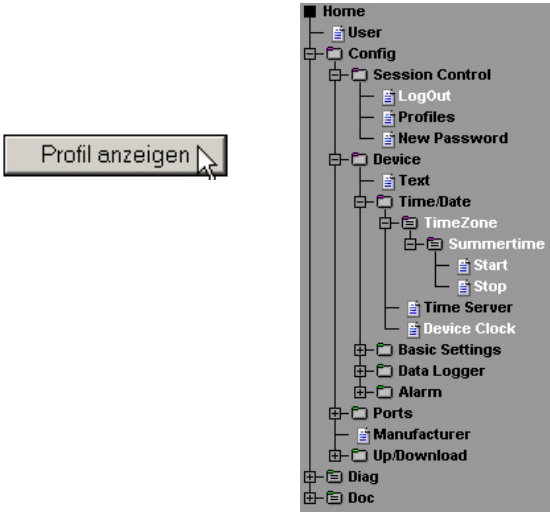 Profil anzeigen
Home
User
Config
Session Control
LogOut
Profiles
New Password
Device
Text
Time/Date
TimeZone
Summertime
Start
Stop
Time Server
Device Clock
Basic Settings
Data Logger
Alarm
Ports
Manufacturer
Up/Download
Diag
Doc